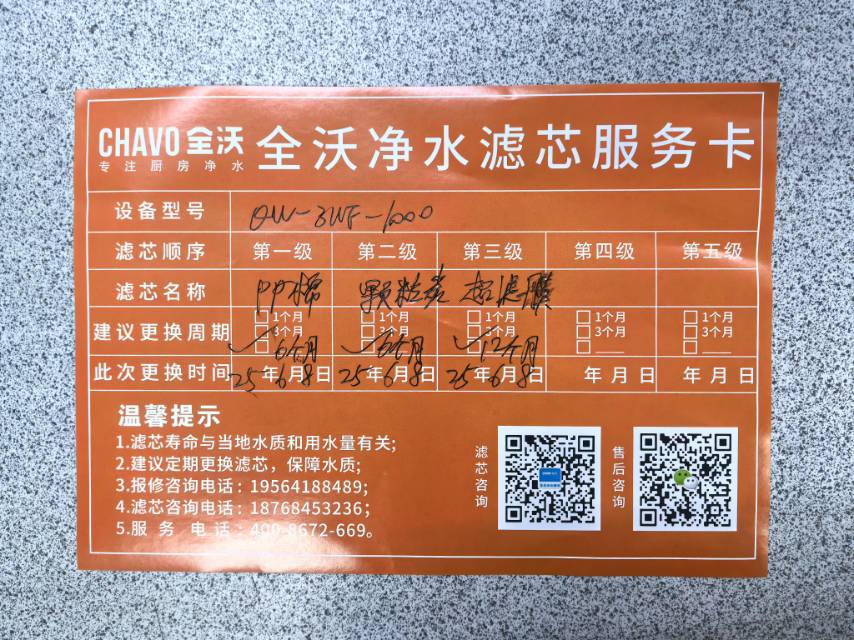 CHAVO 全沃
专注厨房净水
全沃净水滤芯服务卡
设备型号 QW-3WF-1000
滤芯顺序 第一级 第二级 第三级 第四级 第五级
滤芯名称 PP棉 颗粒炭 超滤膜
建议更换周期 1个月 1个月 1个月 1个月 1个月
3个月 3个月 3个月 3个月 3个月
6个月 6个月 12个月
此次更换时间 25年6月8日 25年6月8日 25年6月8日 年月日 年月日
温馨提示
1.滤芯寿命与当地水质和用水量有关;
2.建议定期更换滤芯，保障水质;
3.报修咨询电话: 19564188489;
4.滤芯咨询电话: 18768453236;
5.服务电话: 400-8672-669。
滤芯咨询
售后咨询